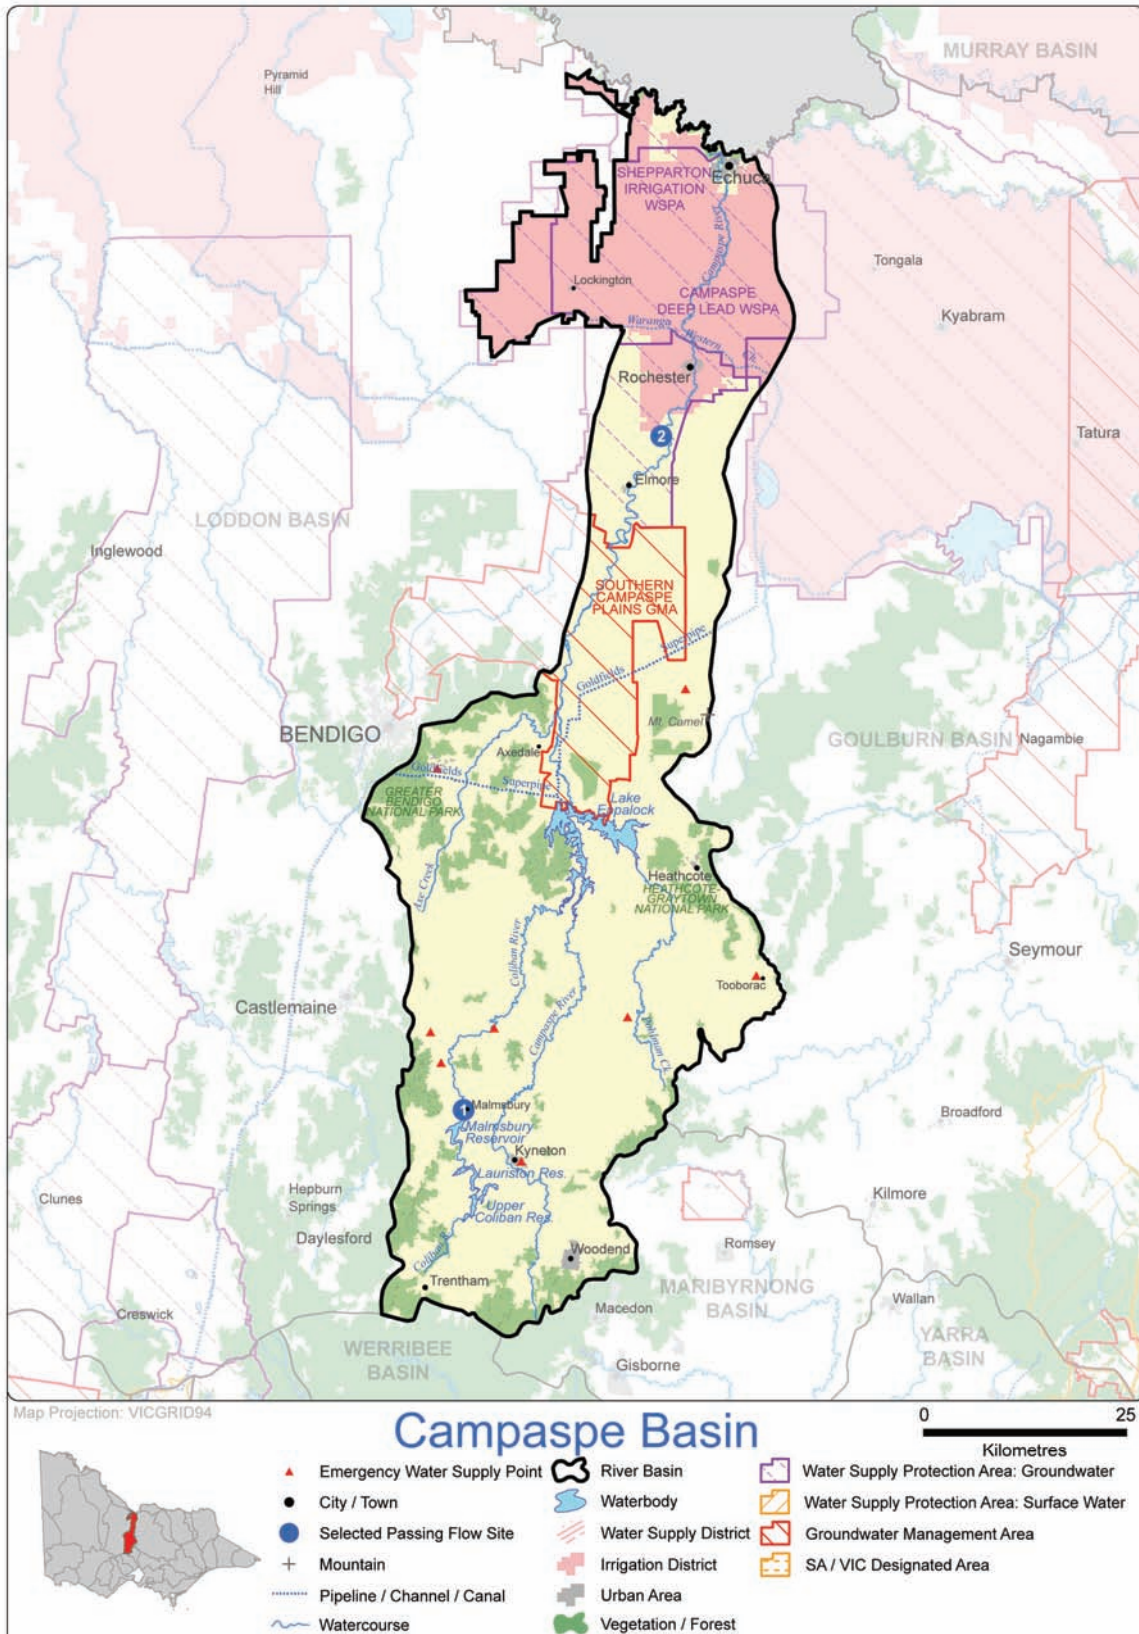 MURRAY BASIN
Pyramid
Hill
Echuca
SHEPPARTON
IRRIGATION
WSPA
Campaspe River
Tongala
Lockington
CAMPASPE
DEEP LEAD WSPA
Kyabram
Waranga
Western
Ch.
Rochester
Tatura
2
Elmore
LODDON BASIN
Inglewood
SOUTHERN
CAMPASPE
PLAINS GMA
Goldfields Superpipe
Mt. Camel
BENDIGO
GOULBURN BASIN
Nagambie
Axedale
Goldfields
Superpipe
GREATER
BENDIGO
NATIONAL PARK
Lake
Eppalock
Axe Creek
Heathcote
HEATHCOTE-
GRAYTOWN
NATIONAL PARK
Coliban River
Seymour
Tooborac
Castlemaine
Campaspe River
1
Malmsbury
Malmsbury
Reservoir
Broadford
Kyneton
Lauriston Res.
Clunes
Hepburn
Springs
Kilmore
Upper
Coliban Res.
Daylesford
Coliban R.
Woodend
Romsey
Trentham
MARIBYRNONG
BASIN
Wallan
Creswick
Macedon
WERRIBEE
BASIN
YARRA
BASIN
Gisborne
Map Projection: VICGRID94
Campaspe Basin
0 25
Kilometres
Emergency Water Supply Point
City / Town
Selected Passing Flow Site
Mountain
Pipeline / Channel / Canal
Watercourse
River Basin
Waterbody
Water Supply District
Irrigation District
Urban Area
Vegetation / Forest
Water Supply Protection Area: Groundwater
Water Supply Protection Area: Surface Water
Groundwater Management Area
SA / VIC Designated Area